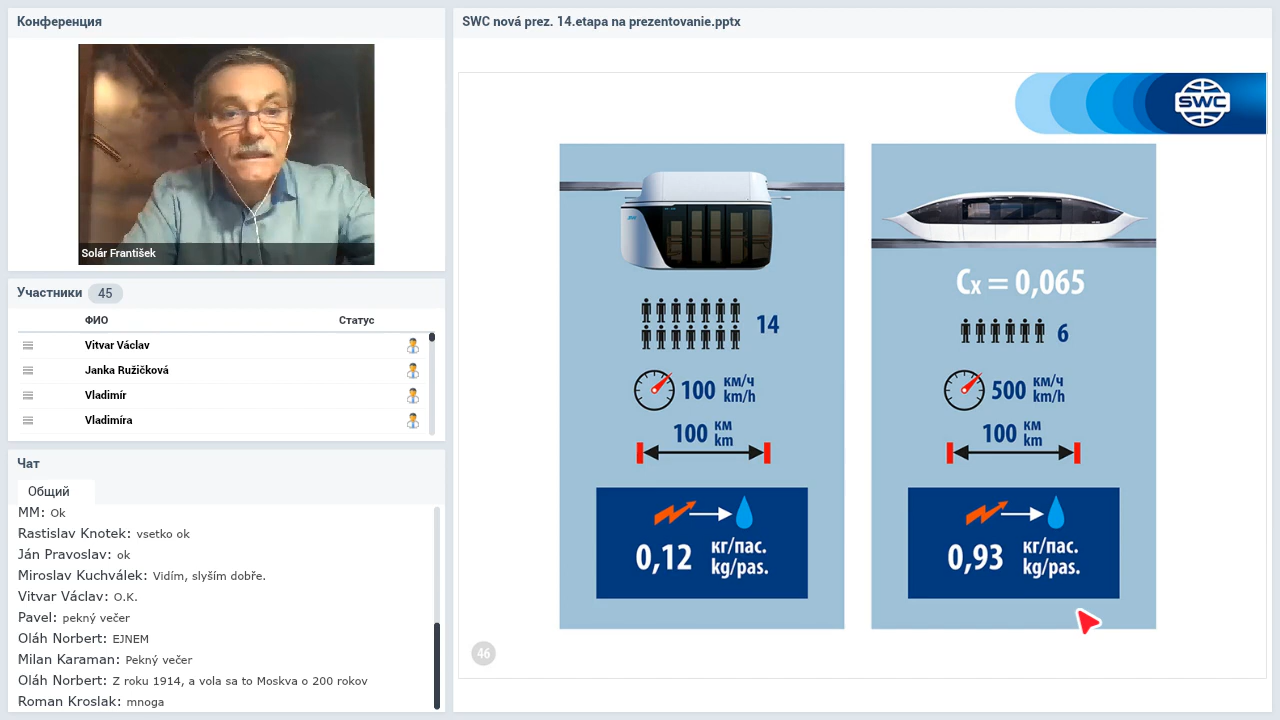 Конференция
Solár František
Участники 45
ФИО Статус
Vitvar Václav
Janka Ružičková
Vladimír
Vladimíra
Чат
Общий
MM: Ok
Rastislav Knotek: vsetko ok
Ján Pravoslav: ok
Miroslav Kuchválek: Vidím, slyším dobře.
Vitvar Václav: O.K.
Pavel: pekný večer
Oláh Norbert: EJNEM
Milan Karaman: Pekný večer
Oláh Norbert: Z roku 1914, a vola sa to Moskva o 200 rokov
Roman Kroslak: mnoga
SWC nová prez. 14.etapa na prezentovanie.pptx
SWC
14
100 км/ч
km/h
100 км
km
0,12 кг/пас.
kg/pas.
Cx = 0,065
6
500 км/ч
km/h
100 км
km
0,93 кг/пас.
kg/pas.
46